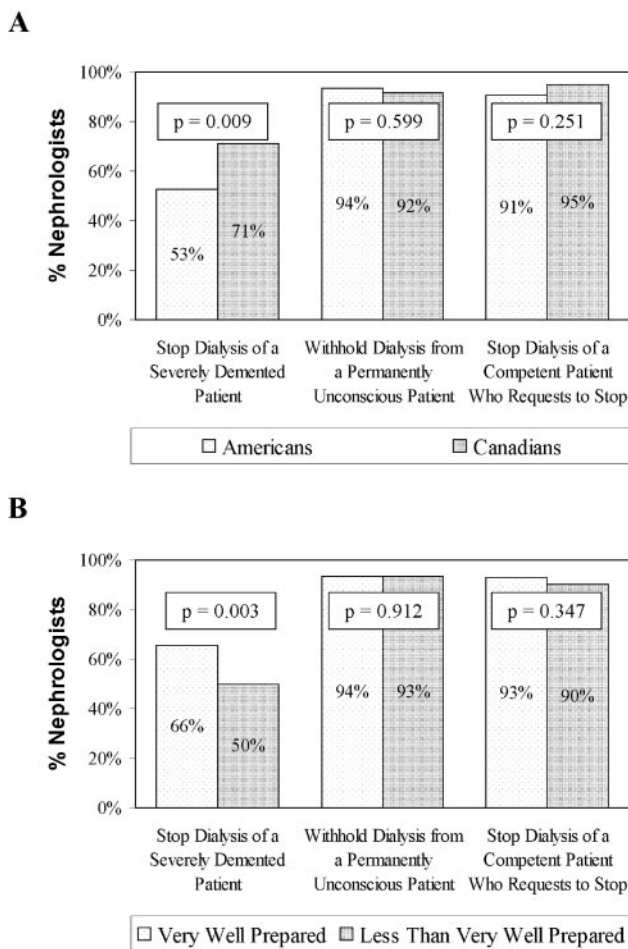 A
% Nephrologists
100%
80%
60%
40%
20%
0%
p = 0.009
p = 0.599
p = 0.251
53%
71%
94%
92%
91%
95%
Stop Dialysis of a
Severely Demented
Patient
Withhold Dialysis from
a Permanently
Unconscious Patient
Stop Dialysis of a
Competent Patient
Who Requests to Stop
Americans
Canadians
B
% Nephrologists
100%
80%
60%
40%
20%
0%
p = 0.003
p = 0.912
p = 0.347
66%
50%
94%
93%
93%
90%
Stop Dialysis of a
Severely Demented
Patient
Withhold Dialysis from
a Permanently
Unconscious Patient
Stop Dialysis of a
Competent Patient
Who Requests to Stop
Very Well Prepared
Less Than Very Well Prepared